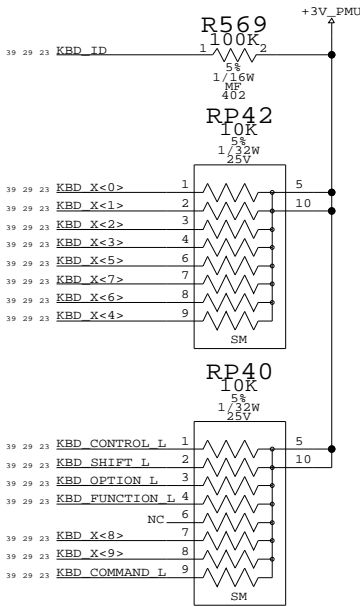 +3V_PMU
R569
100K
39 29 23 KBD_ID 1 2
5%
1/16W
MF
402
RP42
10K
5%
1/32W
25V
39 29 23 KBD_X<0> 1 5
39 29 23 KBD_X<1> 2 10
39 29 23 KBD_X<2> 3
39 29 23 KBD_X<3> 4
39 29 23 KBD_X<5> 6
39 29 23 KBD_X<7> 7
39 29 23 KBD_X<6> 8
39 29 23 KBD_X<4> 9
SM
RP40
10K
5%
1/32W
25V
39 29 23 KBD_CONTROL_L 1 5
39 29 23 KBD_SHIFT_L 2 10
39 29 23 KBD_OPTION_L 3
39 29 23 KBD_FUNCTION_L 4
NC 6
39 29 23 KBD_X<8> 7
39 29 23 KBD_X<9> 8
39 29 23 KBD_COMMAND_L 9
SM